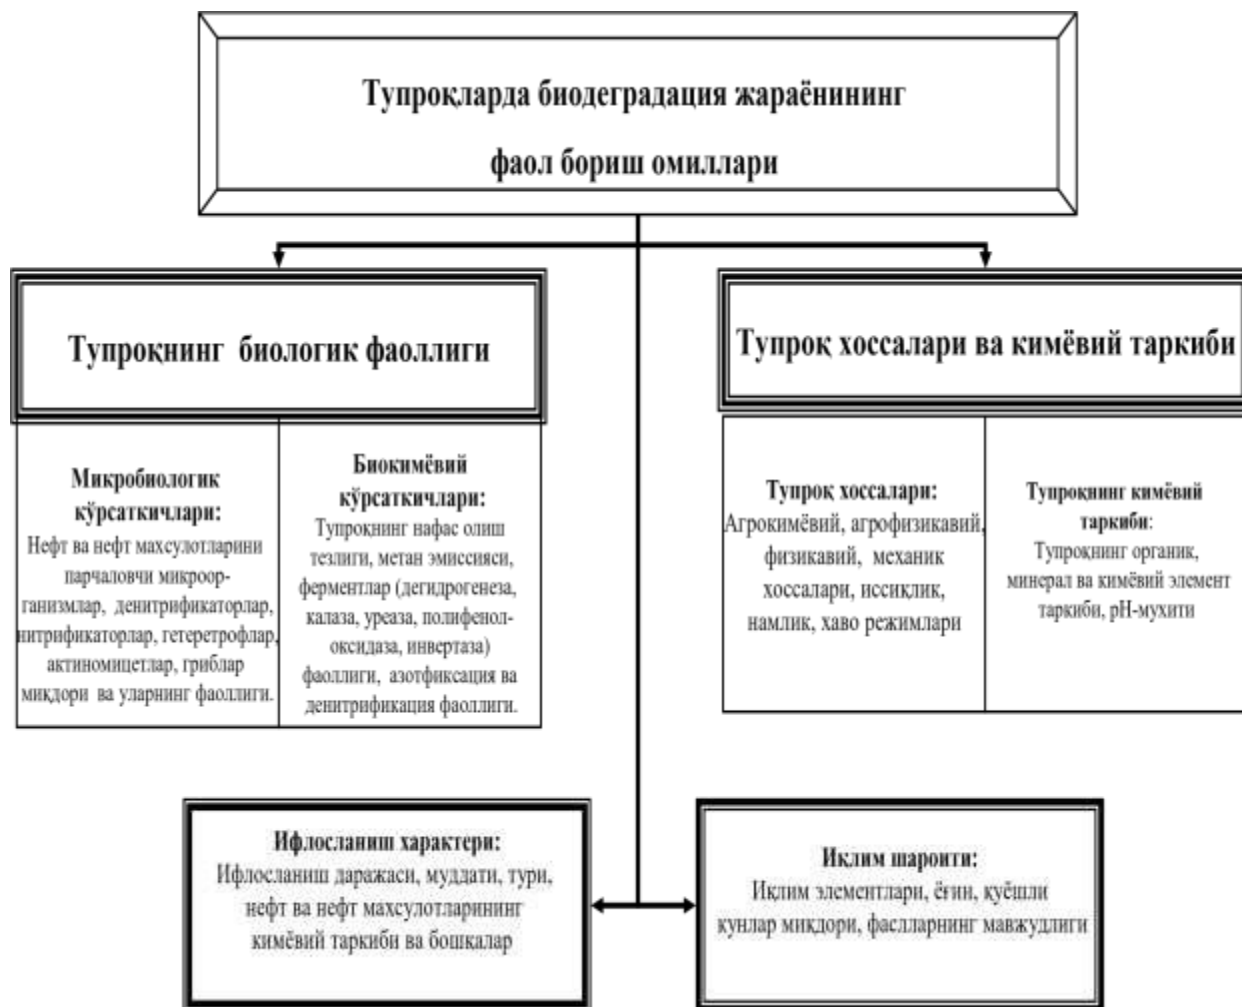 Тупроқларда биодеградация жараёнининг
фаол бориш омиллари
Тупроқнинг биологик фаоллиги
Тупроқ хоссалари ва кимёвий таркиби
Микробиологик
кўрсаткичлари:
Нефт ва нефт махсулотларини
парчаловчи микроор-
ганизмлар, денитрификаторлар,
нитрификаторлар, гетеретрофлар,
актиномицетлар, гриблар
миқдори ва уларнинг фаоллиги.
Биокимёвий
кўрсаткичлари:
Тупроқнинг нафас олиш
тезлиги, метан эмиссияси,
ферментлар (дегидрогенеза,
калаза, уреаза, полифенол-
оксидаза, инвертаза)
фаоллиги, азотфиксация ва
денитрификация фаоллиги.
Тупроқ хоссалари:
Агрокимёвий, агрофизикавий,
физикавий, механик
хоссалари, иссиқлик,
намлик, хаво режимлари
Тупроқнинг кимёвий
таркиби:
Тупроқнинг органик,
минерал ва кимёвий элемент
таркиби, рН-мухити
Ифлосланиш характери:
Ифлосланиш даражаси, муддати, тури,
нефт ва нефт махсулотларининг
кимёвий таркиби ва бошқалар
Иқлим шароити:
Иқлим элементлари, ёғин, қуёшли
кунлар миқдори, фаслларнинг мавжудлиги